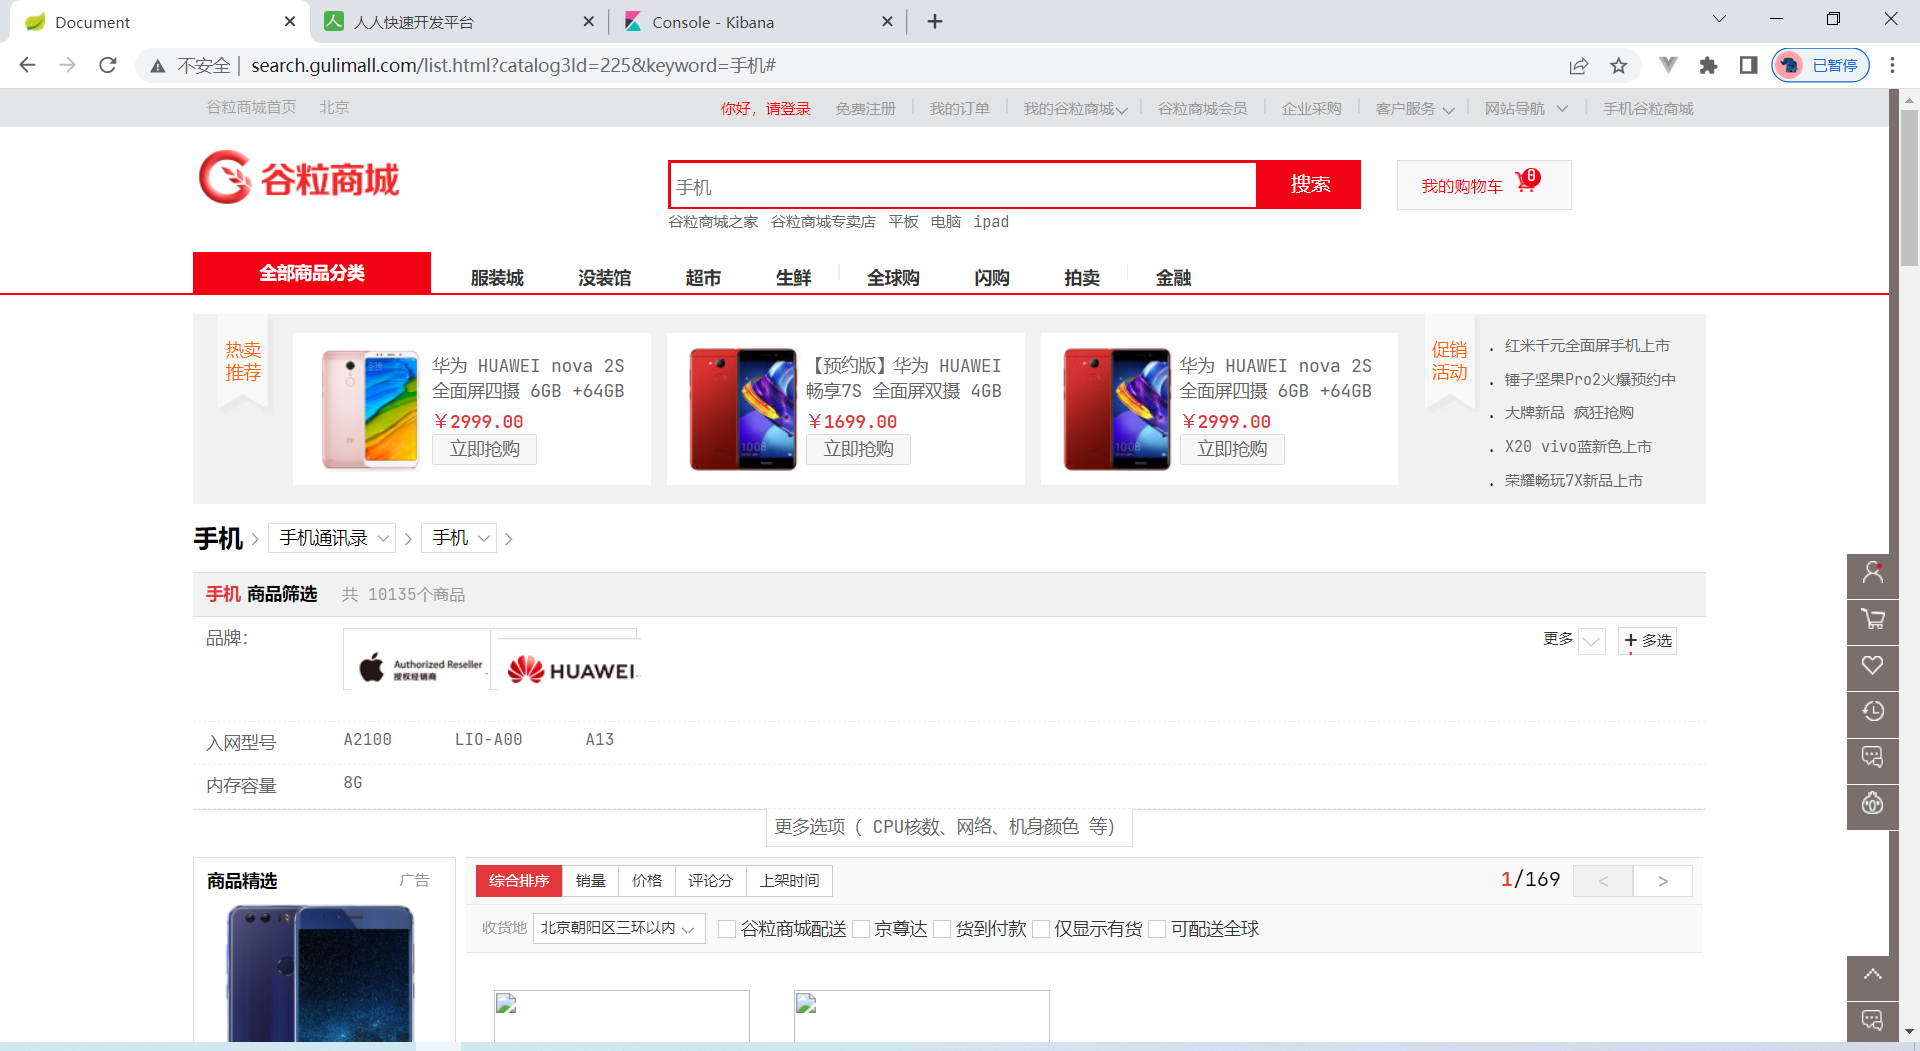 Document
人人快速开发平台
Console - Kibana
不安全
search.gulimall.com/list.html?catalog3Id=225&keyword=手机#
已暂停
谷粒商城首页 北京
你好，请登录 免费注册 我的订单 我的谷粒商城 谷粒商城会员 企业采购 客户服务 网站导航 手机谷粒商城
谷粒商城
手机
搜索
我的购物车 0
谷粒商城之家 谷粒商城专卖店 平板 电脑 ipad
全部商品分类 服装城 没装馆 超市 生鲜 全球购 闪购 拍卖 金融
热卖
推荐
华为 HUAWEI nova 2S
全面屏四摄 6GB +64GB
¥2999.00
立即抢购
【预约版】华为 HUAWEI
畅享7S 全面屏双摄 4GB
¥1699.00
立即抢购
华为 HUAWEI nova 2S
全面屏四摄 6GB +64GB
¥2999.00
立即抢购
促销
活动
. 红米千元全面屏手机上市
. 锤子坚果Pro2火爆预约中
. 大牌新品 疯狂抢购
. X20 vivo蓝新色上市
. 荣耀畅玩7X新品上市
手机 > 手机通讯录 > 手机 >
手机 商品筛选 共 10135个商品
品牌:
Authorized Reseller
授权经销商
HUAWEI
更多 + 多选
入网型号 A2100 LIO-A00 A13
内存容量 8G
更多选项 ( CPU核数、网络、机身颜色 等)
商品精选 广告
综合排序 销量 价格 评论分 上架时间
1/169 < >
收货地 北京朝阳区三环以内 谷粒商城配送 京尊达 货到付款 仅显示有货 可配送全球